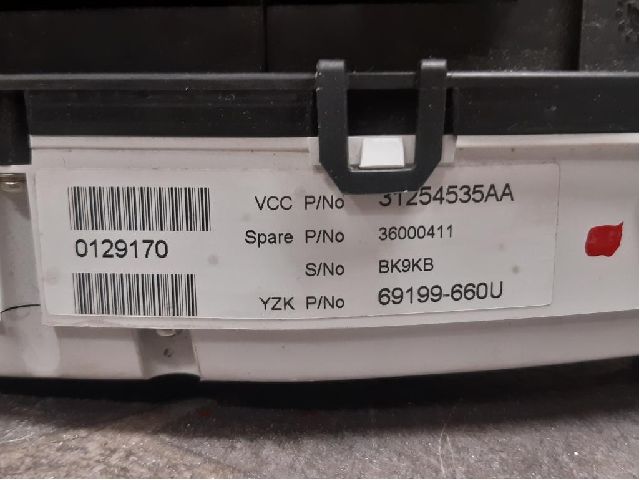 VCC P/No 31254535AA
Spare P/No 36000411
0129170
S/No BK9KB
YZK P/No 69199-660U